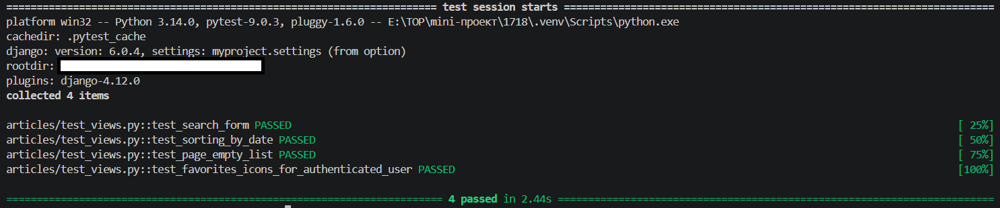 ======================================================================= test session starts =======================================================================
platform win32 -- Python 3.14.0, pytest-9.0.3, pluggy-1.6.0 -- E:\TOP\mini-проект\1718\.venv\Scripts\python.exe
cachedir: .pytest_cache
django: version: 6.0.4, settings: myproject.settings (from option)
rootdir:
plugins: django-4.12.0
collected 4 items
articles/test_views.py::test_search_form PASSED [ 25%]
articles/test_views.py::test_sorting_by_date PASSED [ 50%]
articles/test_views.py::test_page_empty_list PASSED [ 75%]
articles/test_views.py::test_favorites_icons_for_authenticated_user PASSED [100%]
======================================================================== 4 passed in 2.44s ========================================================================